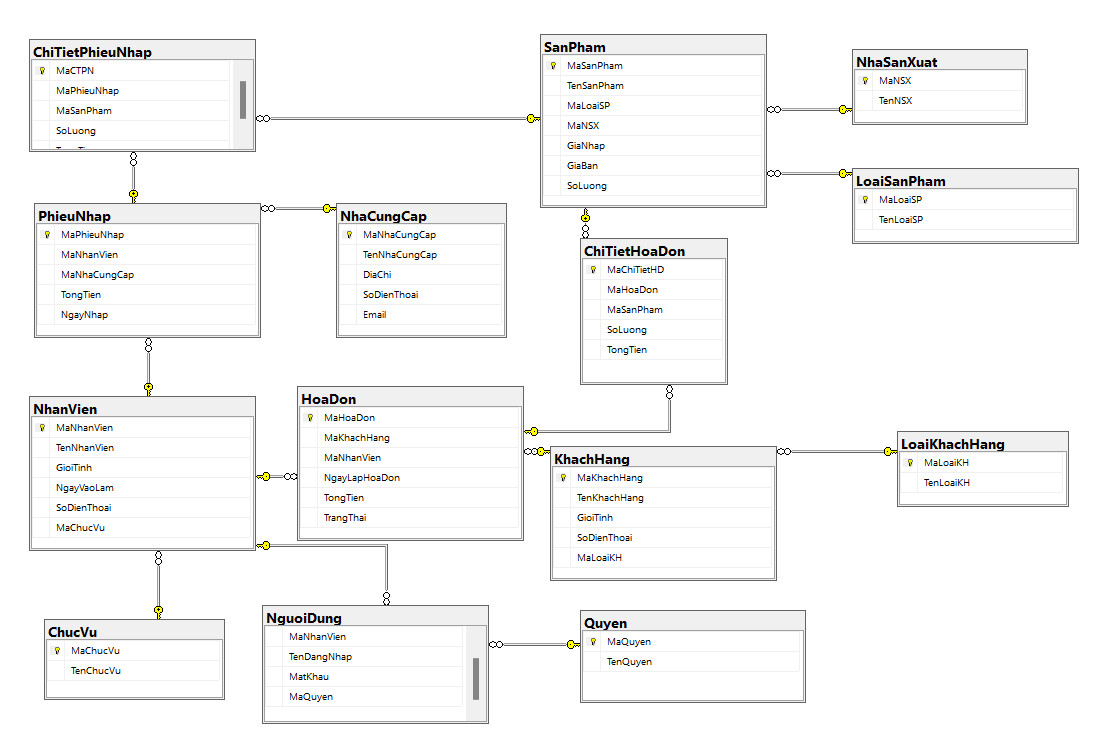 ChiTietPhieuNhap
MaCTPN
MaPhieuNhap
MaSanPham
SoLuong
SanPham
MaSanPham
TenSanPham
MaLoaiSP
MaNSX
GiaNhap
GiaBan
SoLuong
NhaSanXuat
MaNSX
TenNSX
LoaiSanPham
MaLoaiSP
TenLoaiSP
PhieuNhap
MaPhieuNhap
MaNhanVien
MaNhaCungCap
TongTien
NgayNhap
NhaCungCap
MaNhaCungCap
TenNhaCungCap
DiaChi
SoDienThoai
Email
ChiTietHoaDon
MaChiTietHD
MaHoaDon
MaSanPham
SoLuong
TongTien
NhanVien
MaNhanVien
TenNhanVien
GioiTinh
NgayVaoLam
SoDienThoai
MaChucVu
HoaDon
MaHoaDon
MaKhachHang
MaNhanVien
NgayLapHoaDon
TongTien
TrangThai
KhachHang
MaKhachHang
TenKhachHang
GioiTinh
SoDienThoai
MaLoaiKH
LoaiKhachHang
MaLoaiKH
TenLoaiKH
ChucVu
MaChucVu
TenChucVu
NguoiDung
MaNhanVien
TenDangNhap
MatKhau
MaQuyen
Quyen
MaQuyen
TenQuyen